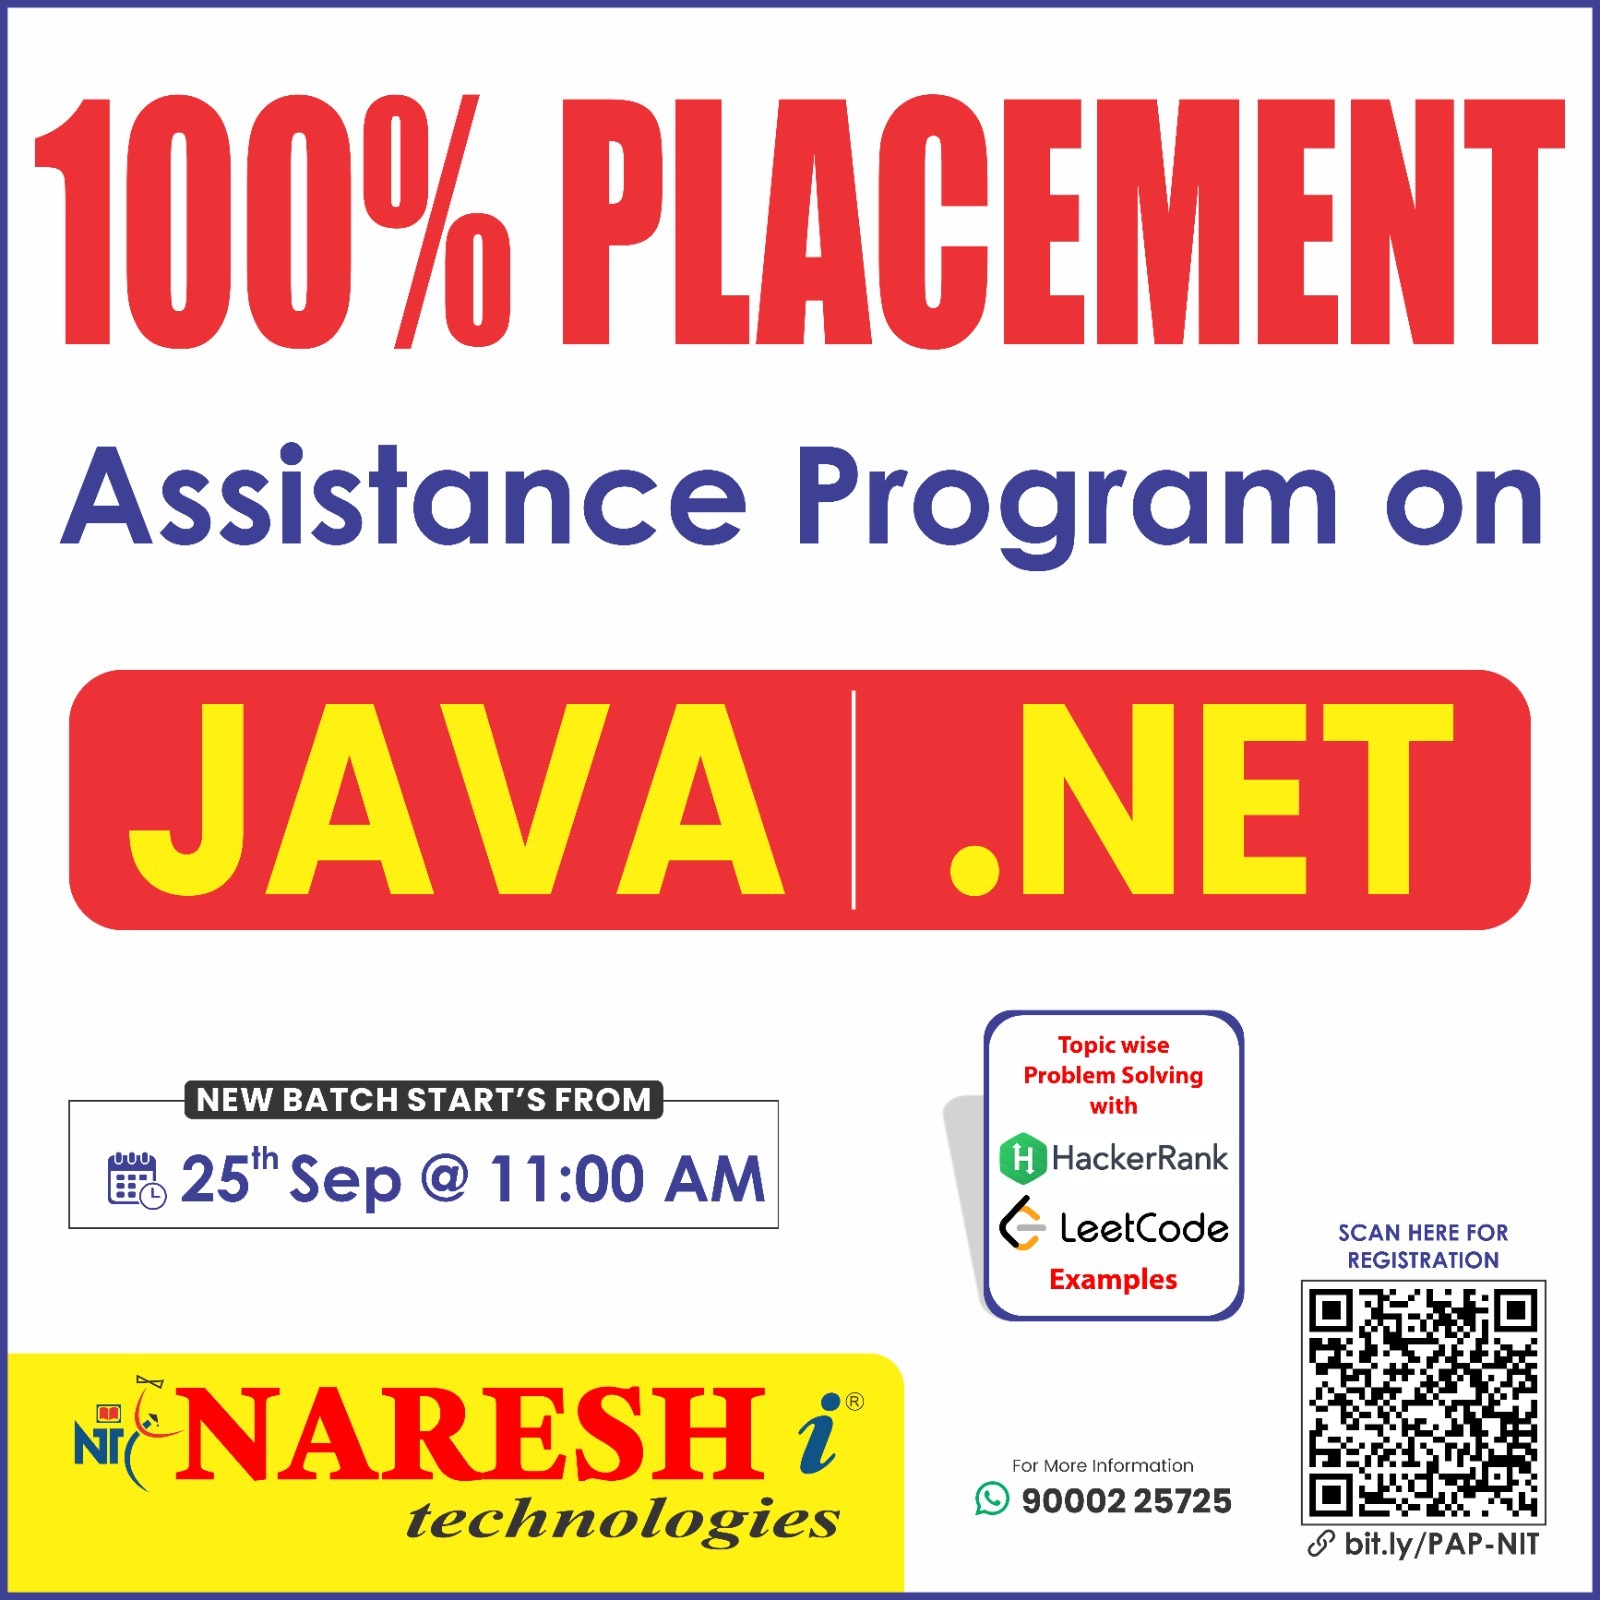 100% PLACEMENT
Assistance Program on
JAVA .NET
NEW BATCH START'S FROM
25th Sep @ 11:00 AM
Topic wise
Problem Solving
with
HackerRank
LeetCode
Examples
SCAN HERE FOR
REGISTRATION
NT NARESH i ®
technologies
For More Information
90002 25725
bit.ly/PAP-NIT